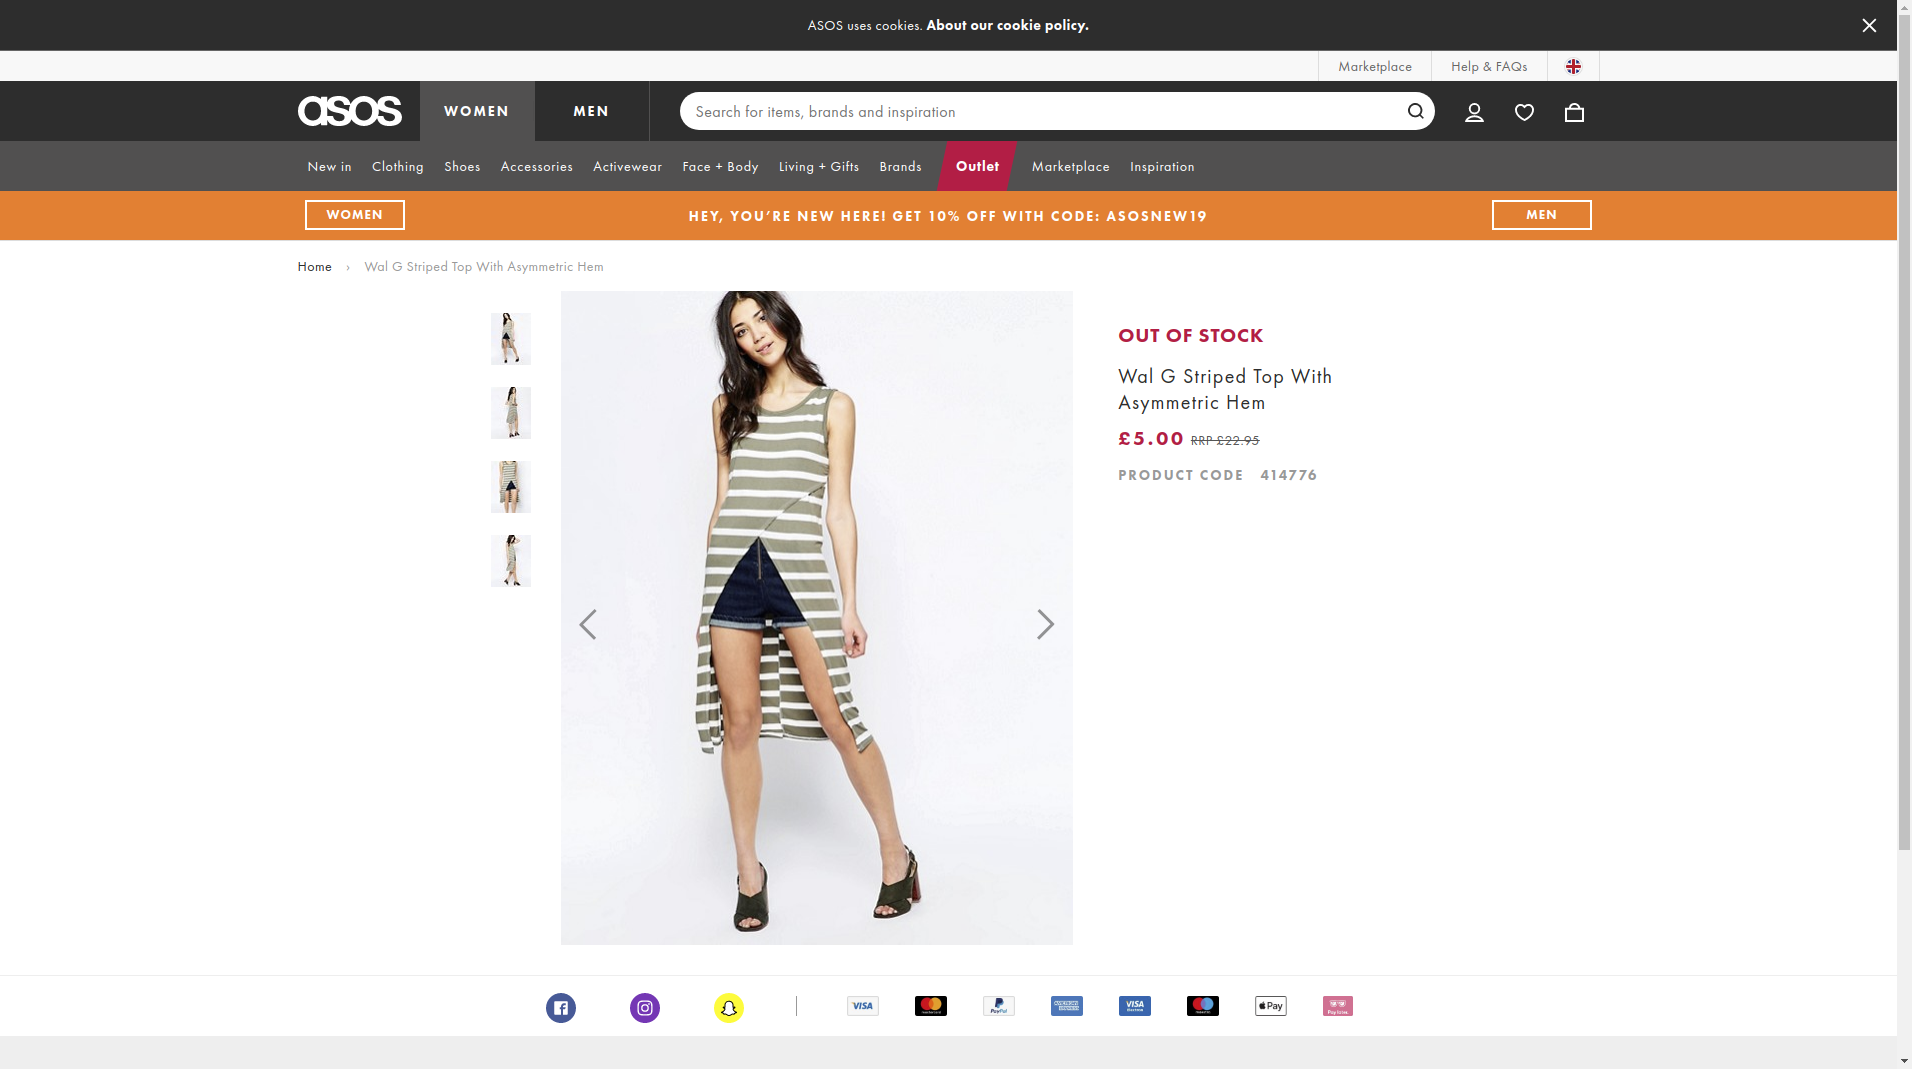 ASOS uses cookies. About our cookie policy.
Marketplace
Help & FAQs
asos
WOMEN
MEN
Search for items, brands and inspiration
New in
Clothing
Shoes
Accessories
Activewear
Face + Body
Living + Gifts
Brands
Outlet
Marketplace
Inspiration
WOMEN
HEY, YOU’RE NEW HERE! GET 10% OFF WITH CODE: ASOSNEW19
MEN
Home › Wal G Striped Top With Asymmetric Hem
OUT OF STOCK
Wal G Striped Top With
Asymmetric Hem
£5.00 RRP £22.95
PRODUCT CODE 414776
VISA
PayPal
VISA
Pay